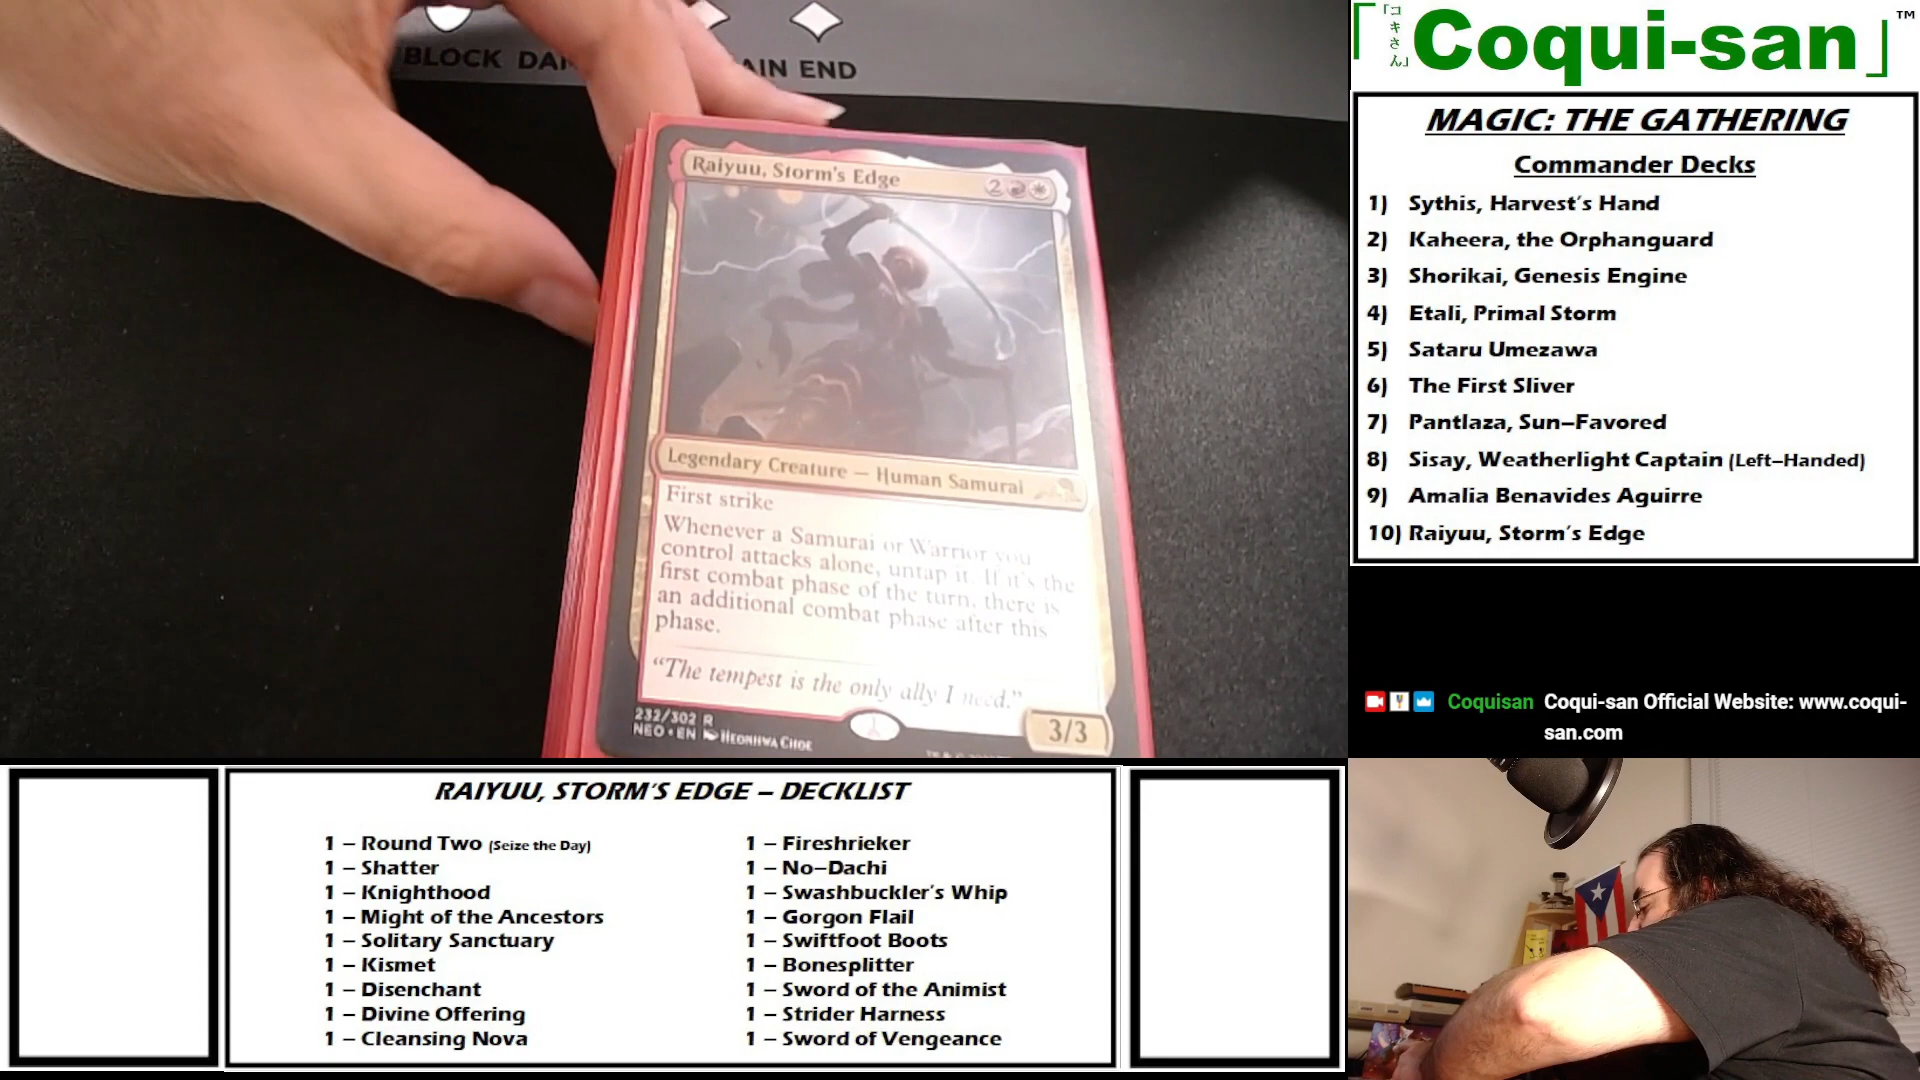 BLOCK DAM
AIN END
Raiyuu, Storm's Edge
2
Legendary Creature — Human Samurai
First strike
Whenever a Samurai or Warrior you
control attacks alone, untap it. If it's the
first combat phase of the turn, there is
an additional combat phase after this
phase.
"The tempest is the only ally I need."
3/3
232/302 R
NEO • EN HEONHWA CHOE
「コキさん」
「Coqui-san」™
MAGIC: THE GATHERING
Commander Decks
1) Sythis, Harvest's Hand
2) Kaheera, the Orphanguard
3) Shorikai, Genesis Engine
4) Etali, Primal Storm
5) Sataru Umezawa
6) The First Sliver
7) Pantlaza, Sun–Favored
8) Sisay, Weatherlight Captain (Left–Handed)
9) Amalia Benavides Aguirre
10) Raiyuu, Storm's Edge
Coquisan Coqui-san Official Website: www.coqui-
san.com
RAIYUU, STORM'S EDGE – DECKLIST
1 – Round Two (Seize the Day)
1 – Shatter
1 – Knighthood
1 – Might of the Ancestors
1 – Solitary Sanctuary
1 – Kismet
1 – Disenchant
1 – Divine Offering
1 – Cleansing Nova
1 – Fireshrieker
1 – No–Dachi
1 – Swashbuckler's Whip
1 – Gorgon Flail
1 – Swiftfoot Boots
1 – Bonesplitter
1 – Sword of the Animist
1 – Strider Harness
1 – Sword of Vengeance